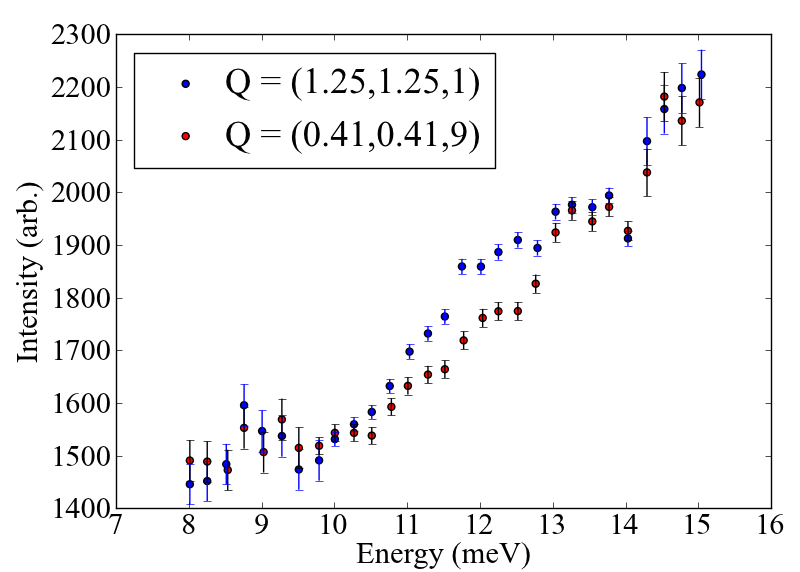 2300
2200
2100
2000
1900
1800
1700
1600
1500
1400
Intensity (arb.)
Q = (1.25,1.25,1)
Q = (0.41,0.41,9)
7 8 9 10 11 12 13 14 15 16
Energy (meV)